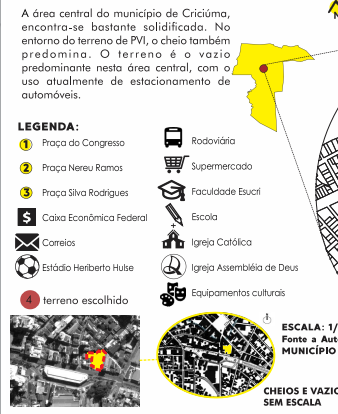 A área central do município de Criciúma,
encontra-se bastante solidificada. No
entorno do terreno de PVI, o cheio também
predomina. O terreno é o vazio
predominante nesta área central, com o
uso atualmente de estacionamento de
automóveis.
LEGENDA:
1 Praça do Congresso
2 Praça Nereu Ramos
3 Praça Silva Rodrigues
$ Caixa Econômica Federal
Correios
Estádio Heriberto Hulse
4 terreno escolhido
Rodoviária
Supermercado
Faculdade Esucri
Escola
Igreja Católica
Igreja Assembléia de Deus
Equipamentos culturais
ESCALA: 1/
Fonte a Aut
MUNICÍPIO
CHEIOS E VAZIO
SEM ESCALA